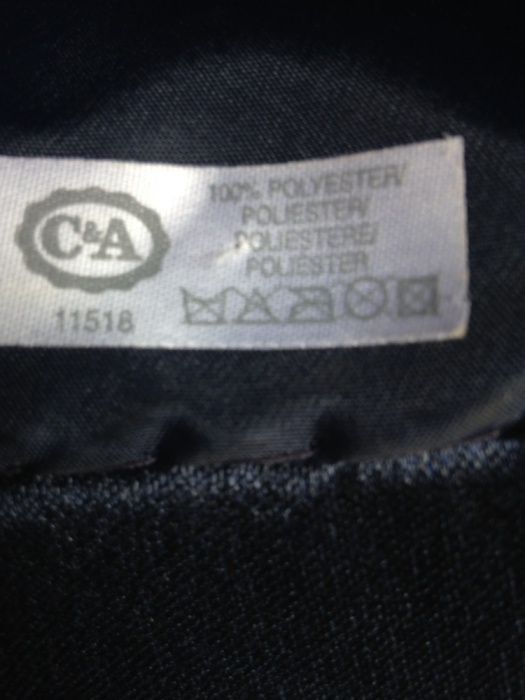 C&A
11518
100% POLYESTER/
POLIESTER/
POLIESTERE/
POLIESTER